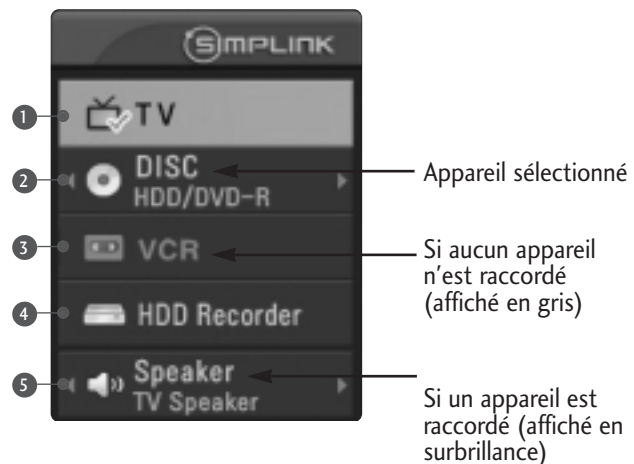 SIMPLINK
1 TV
2 DISC
HDD/DVD-R
Appareil sélectionné
3 VCR
Si aucun appareil
n'est raccordé
(affiché en gris)
4 HDD Recorder
5 Speaker
TV Speaker
Si un appareil est
raccordé (affiché en
surbrillance)